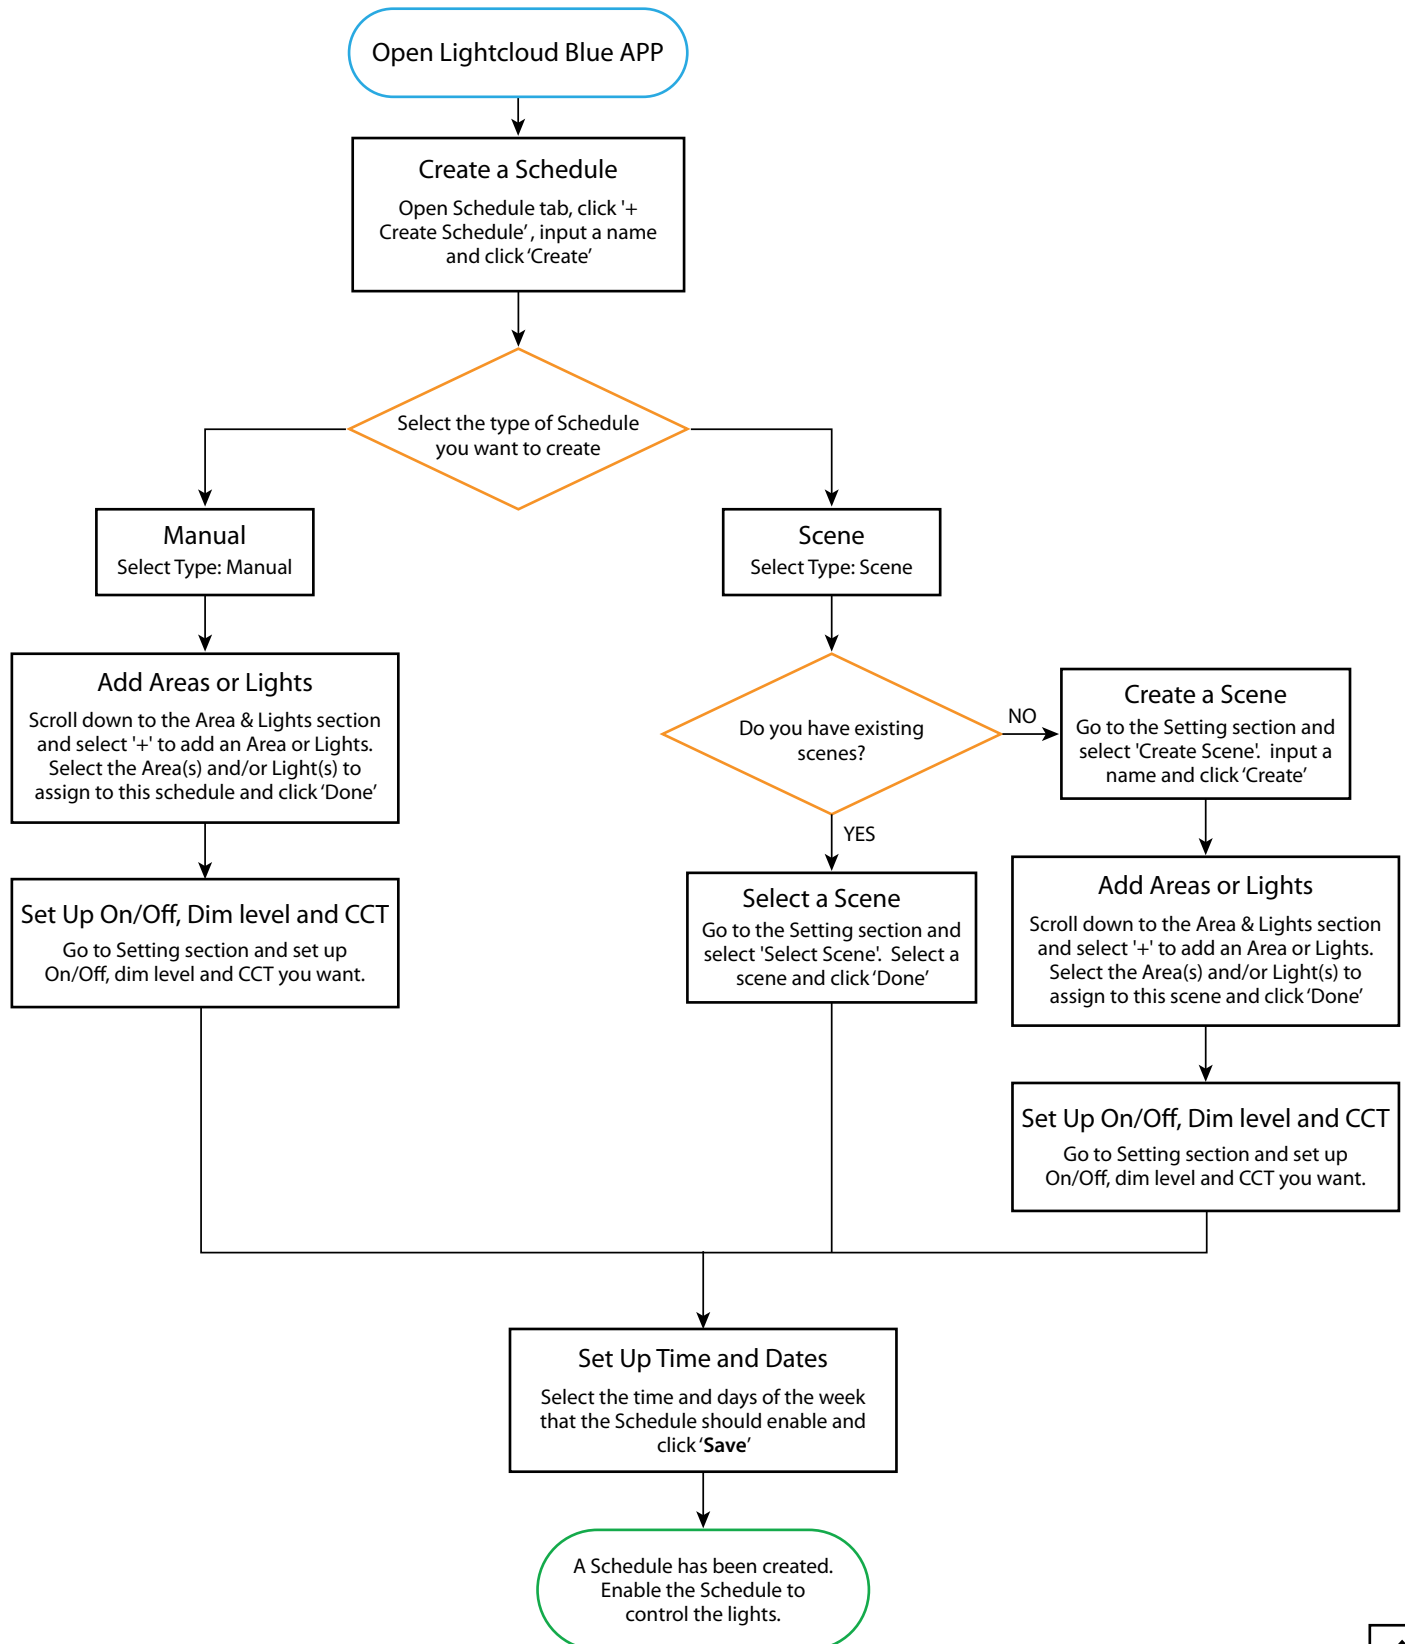 Open Lightcloud Blue APP
Create a Schedule
Open Schedule tab, click '+
Create Schedule’, input a name
and click ‘Create’
Select the type of Schedule
you want to create
Manual
Select Type: Manual
Scene
Select Type: Scene
Add Areas or Lights
Scroll down to the Area & Lights section
and select '+' to add an Area or Lights.
Select the Area(s) and/or Light(s) to
assign to this schedule and click ‘Done’
Do you have existing
scenes?
NO
YES
Create a Scene
Go to the Setting section and
select 'Create Scene'. input a
name and click ‘Create’
Set Up On/Off, Dim level and CCT
Go to Setting section and set up
On/Off, dim level and CCT you want.
Select a Scene
Go to the Setting section and
select 'Select Scene'. Select a
scene and click ‘Done’
Add Areas or Lights
Scroll down to the Area & Lights section
and select '+' to add an Area or Lights.
Select the Area(s) and/or Light(s) to
assign to this scene and click ‘Done’
Set Up On/Off, Dim level and CCT
Go to Setting section and set up
On/Off, dim level and CCT you want.
Set Up Time and Dates
Select the time and days of the week
that the Schedule should enable and
click ‘Save’
A Schedule has been created.
Enable the Schedule to
control the lights.